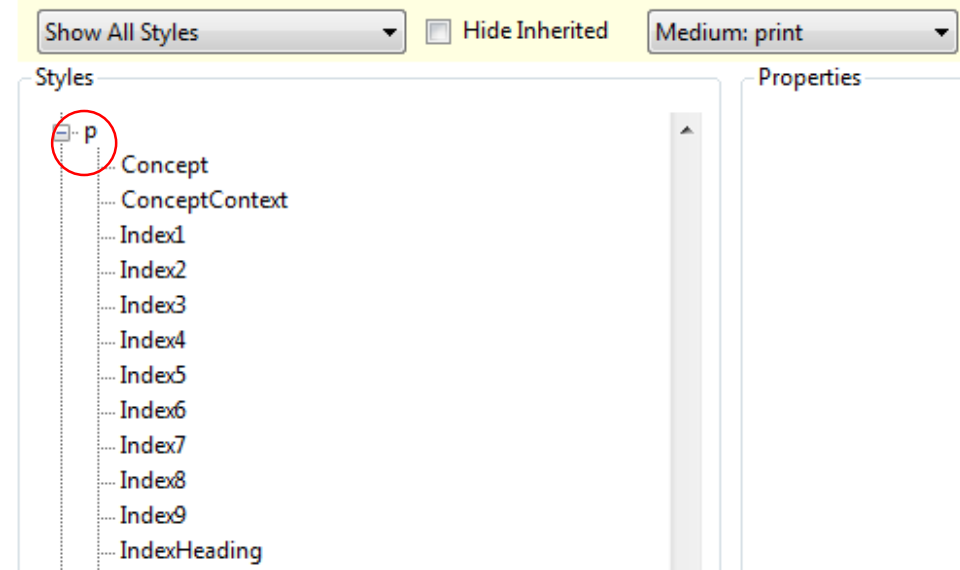 Show All Styles Hide Inherited Medium: print
Styles Properties
p
Concept
ConceptContext
Index1
Index2
Index3
Index4
Index5
Index6
Index7
Index8
Index9
IndexHeading